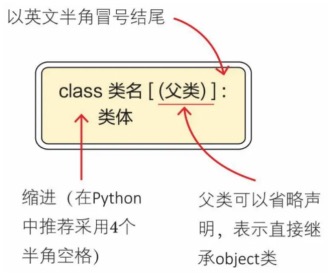 以英文半角冒号结尾
class 类名 [ (父类) ] :
类体
缩进（在Python
中推荐采用4个
半角空格)
父类可以省略声
明，表示直接继
承object类